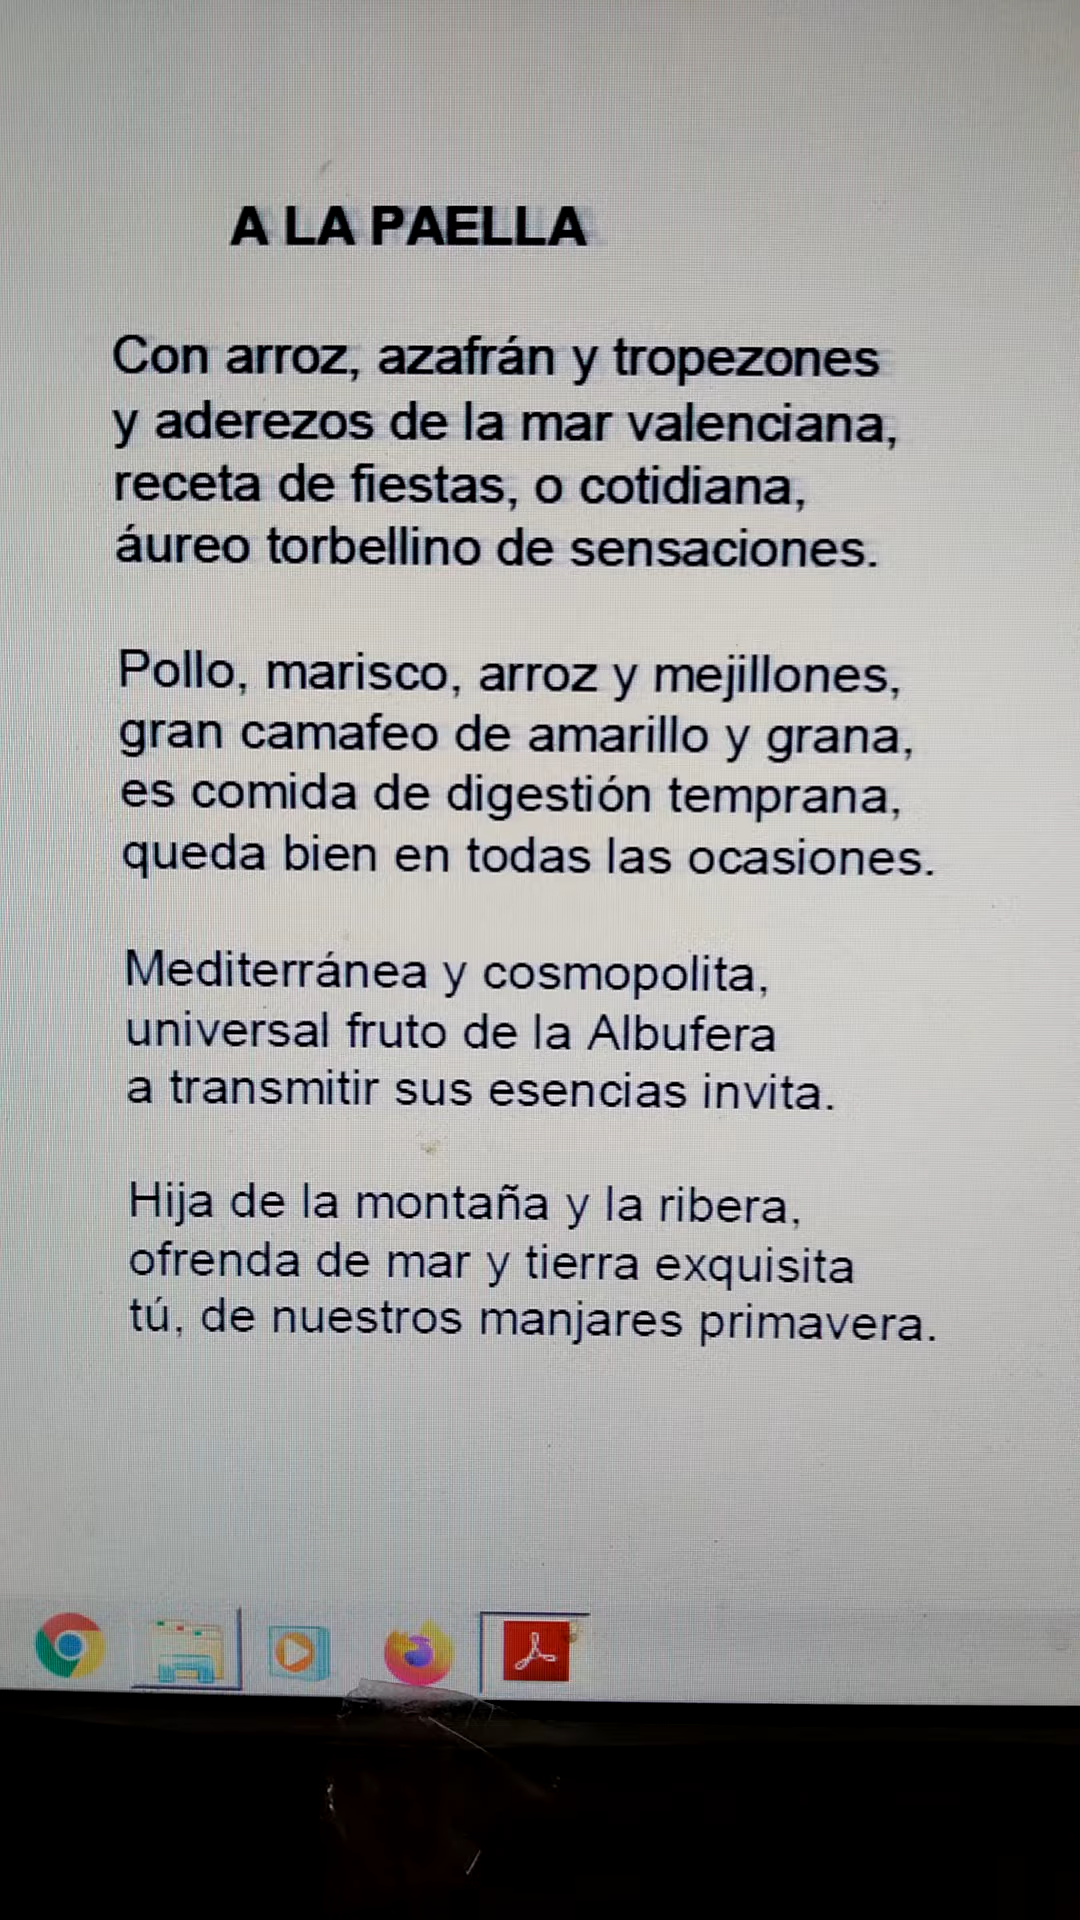 A LA PAELLA
Con arroz, azafrán y tropezones
y aderezos de la mar valenciana,
receta de fiestas, o cotidiana,
áureo torbellino de sensaciones.
Pollo, marisco, arroz y mejillones,
gran camafeo de amarillo y grana,
es comida de digestión temprana,
queda bien en todas las ocasiones.
Mediterránea y cosmopolita,
universal fruto de la Albufera
a transmitir sus esencias invita.
Hija de la montaña y la ribera,
ofrenda de mar y tierra exquisita
tú, de nuestros manjares primavera.